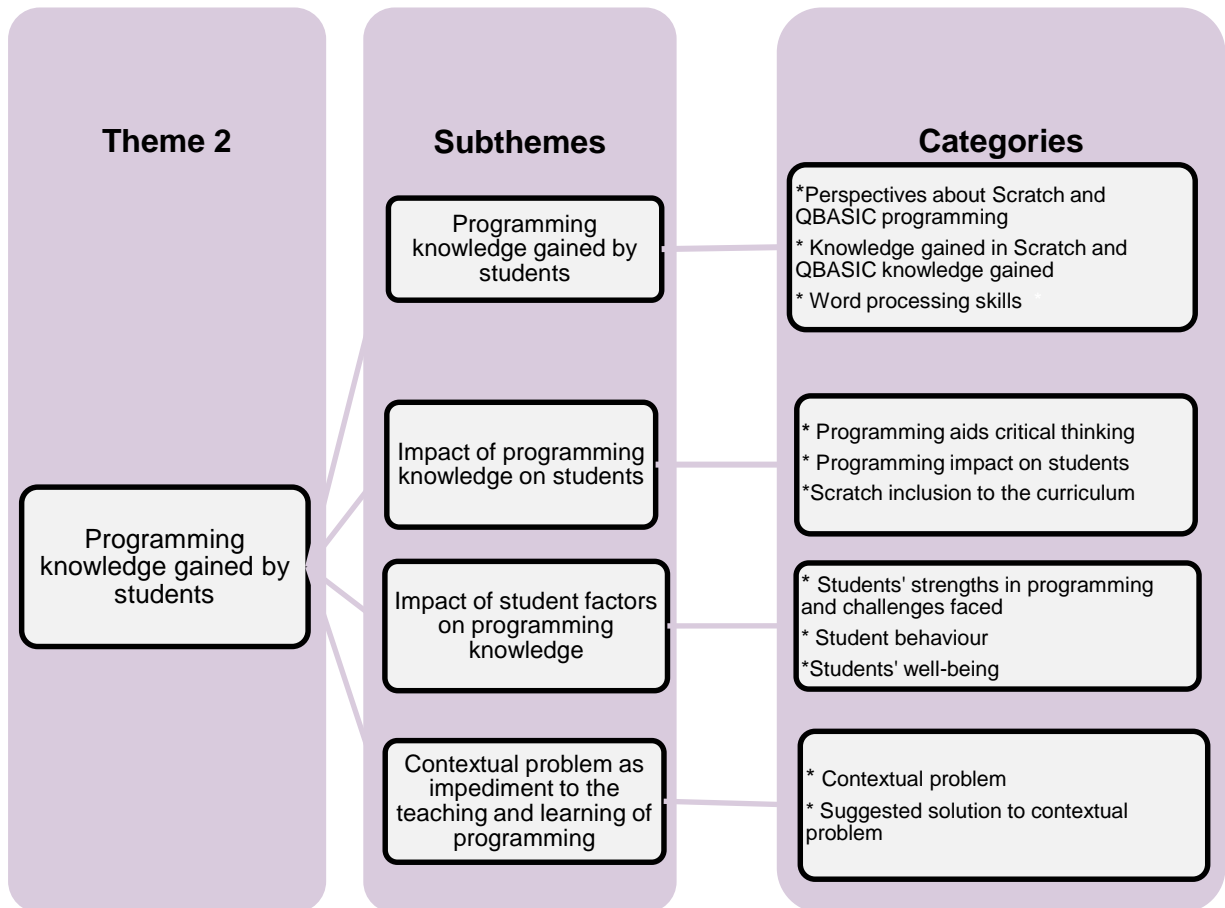 Theme 2
Subthemes
Categories
Programming
knowledge gained by
students
Programming
knowledge gained by
students
*Perspectives about Scratch and
QBASIC programming
* Knowledge gained in Scratch and
QBASIC knowledge gained
* Word processing skills *
Impact of programming
knowledge on students
* Programming aids critical thinking
* Programming impact on students
*Scratch inclusion to the curriculum
Impact of student factors
on programming
knowledge
* Students' strengths in programming
and challenges faced
* Student behaviour
*Students' well-being
Contextual problem as
impediment to the
teaching and learning of
programming
* Contextual problem
* Suggested solution to contextual
problem